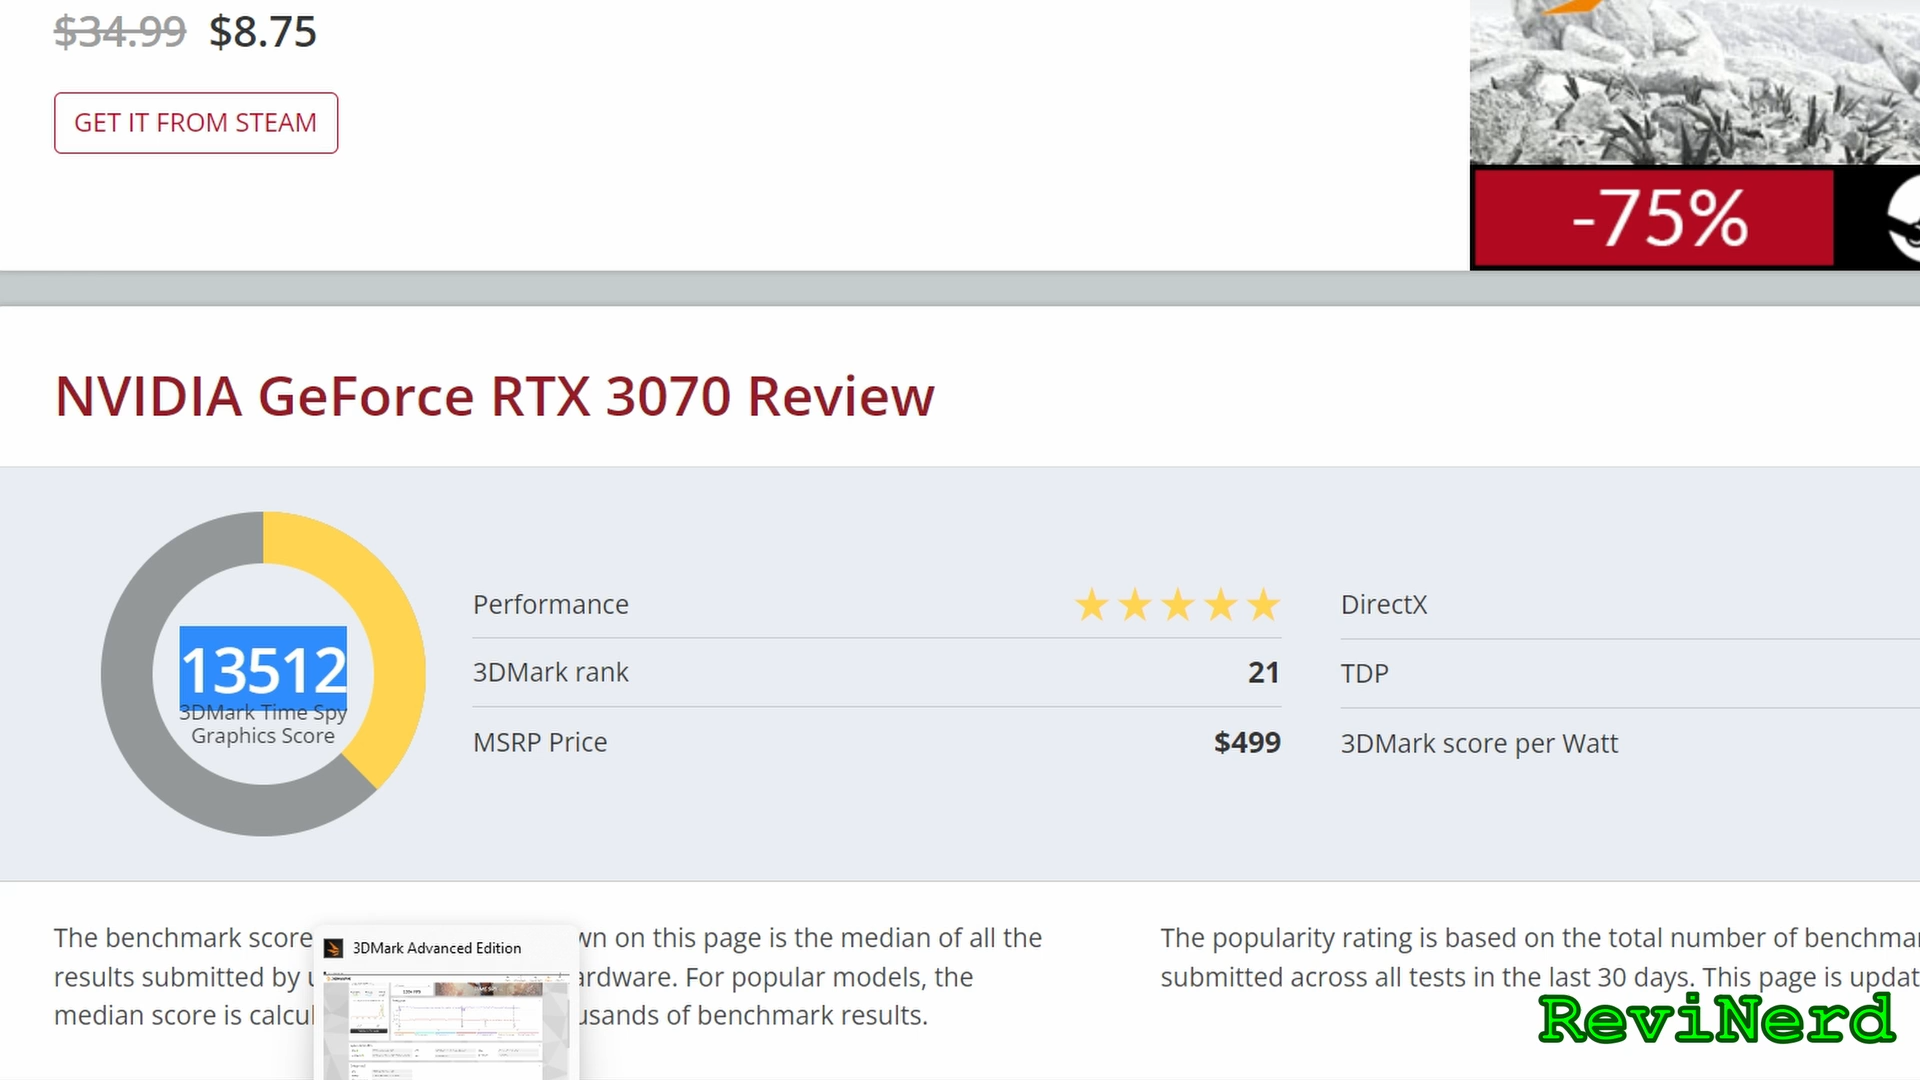 $34.99 $8.75
GET IT FROM STEAM
-75%
NVIDIA GeForce RTX 3070 Review
13512
3DMark Time Spy
Graphics Score
Performance
3DMark rank 21
MSRP Price $499
DirectX
TDP
3DMark score per Watt
The benchmark score wn on this page is the median of all the
results submitted by ardware. For popular models, the
median score is calcul usands of benchmark results.
3DMark Advanced Edition
The popularity rating is based on the total number of benchmar
submitted across all tests in the last 30 days. This page is updat
ReviNerd